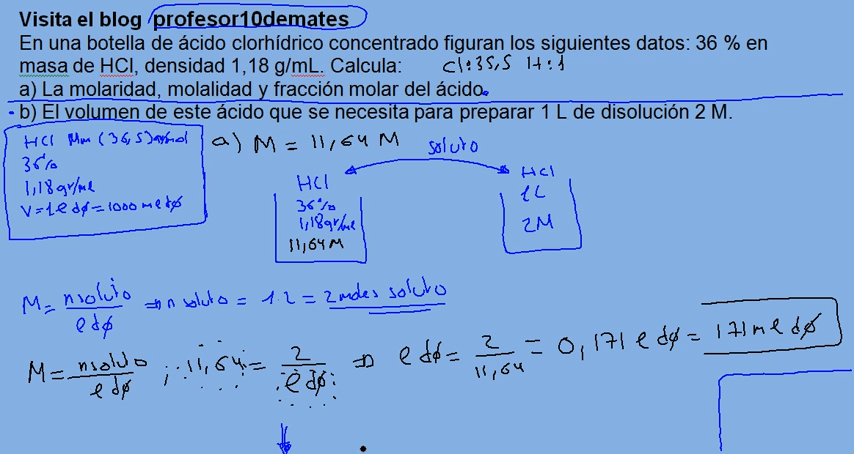 Visita el blog profesor10demates
En una botella de ácido clorhídrico concentrado figuran los siguientes datos: 36 % en
masa de HCl, densidad 1,18 g/mL. Calcula: Cl:35,5 H:1
a) La molaridad, molalidad y fracción molar del ácido.
b) El volumen de este ácido que se necesita para preparar 1 L de disolución 2 M.
HCl Mm (36,5) gr/mol
36%
1,18 gr/ml
V=1 l dø=1000 ml dø
a) M = 11,64 M
soluto
HCl
36%
1,18gr/ml
11,64 M
HCl
1L
2M
M = n soluto / l dø ⇒ n soluto = 1·2 = 2 moles soluto
M = n soluto / l dø ; 11,64 = 2 / l dø ⇒ l dø = 2 / 11,64 = 0,171 l dø = 171 ml dø